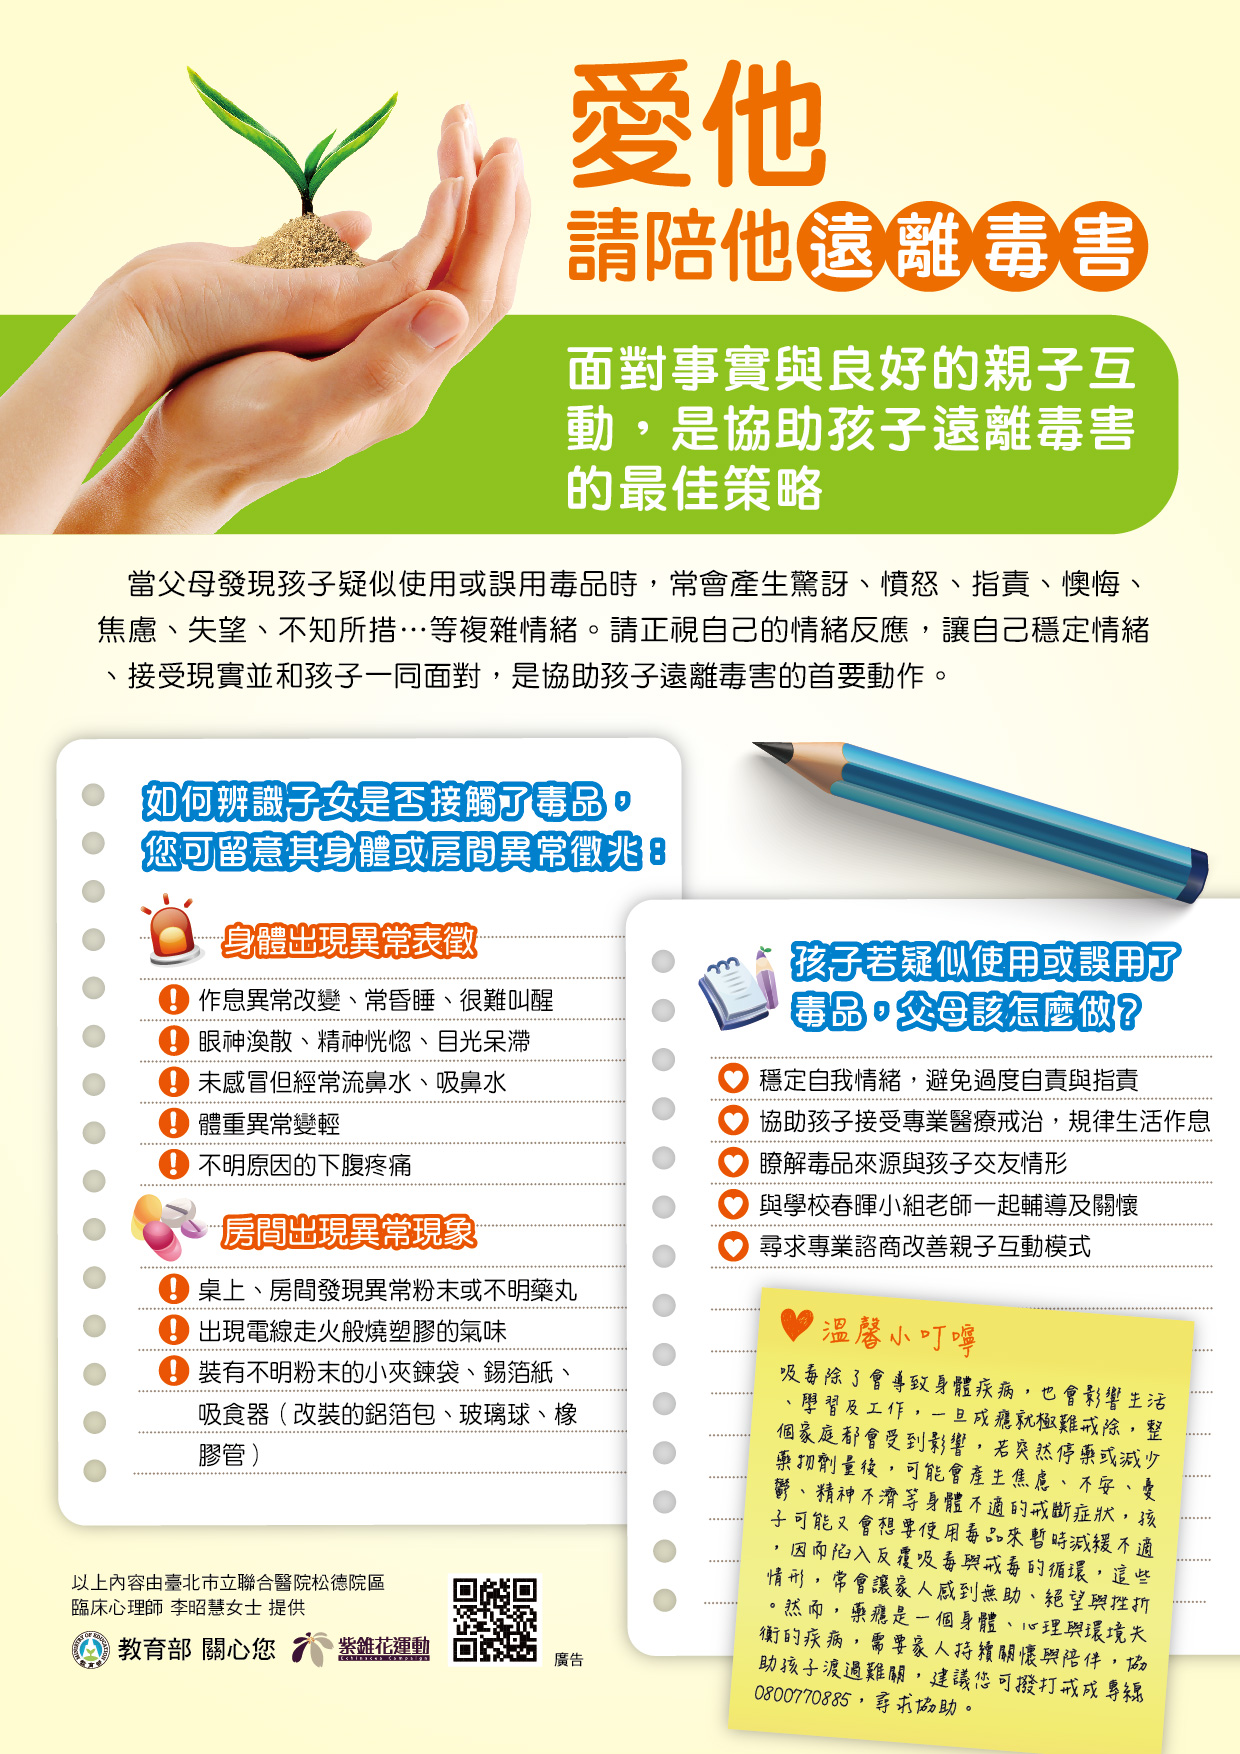 愛他
請陪他遠離毒害
面對事實與良好的親子互
動，是協助孩子遠離毒害
的最佳策略
當父母發現孩子疑似使用或誤用毒品時，常會產生驚訝、憤怒、指責、懊悔、
焦慮、失望、不知所措…等複雜情緒。請正視自己的情緒反應，讓自己穩定情緒
、接受現實並和孩子一同面對，是協助孩子遠離毒害的首要動作。
如何辨識子女是否接觸了毒品，
您可留意其身體或房間異常徵兆：
身體出現異常表徵
作息異常改變、常昏睡、很難叫醒
眼神渙散、精神恍惚、目光呆滯
未感冒但經常流鼻水、吸鼻水
體重異常變輕
不明原因的下腹疼痛
房間出現異常現象
桌上、房間發現異常粉末或不明藥丸
出現電線走火般燒塑膠的氣味
裝有不明粉末的小夾鍊袋、錫箔紙、
吸食器（改裝的鋁箔包、玻璃球、橡
膠管）
孩子若疑似使用或誤用了
毒品，父母該怎麼做？
穩定自我情緒，避免過度自責與指責
協助孩子接受專業醫療戒治，規律生活作息
瞭解毒品來源與孩子交友情形
與學校春暉小組老師一起輔導及關懷
尋求專業諮商改善親子互動模式
溫馨小叮嚀
吸毒除了會導致身體疾病，也會影響生活
、學習及工作，一旦成癮就極難戒除，整
個家庭都會受到影響，若突然停藥或減少
藥物劑量後，可能會產生焦慮、不安、憂
鬱、精神不濟等身體不適的戒斷症狀，孩
子可能又會想要使用毒品來暫時減緩不適
，因而陷入反覆吸毒與戒毒的循環，這些
情形，常會讓家人感到無助、絕望與挫折
。然而，藥癮是一個身體、心理與環境失
衡的疾病，需要家人持續關懷與陪伴，協
助孩子渡過難關，建議您可撥打戒成專線
0800770885，尋求協助。
以上內容由臺北市立聯合醫院松德院區
臨床心理師 李昭慧女士 提供
MINISTRY OF EDUCATION
教育部
教育部 關心您
紫錐花運動
Echinacea Campaign
廣告